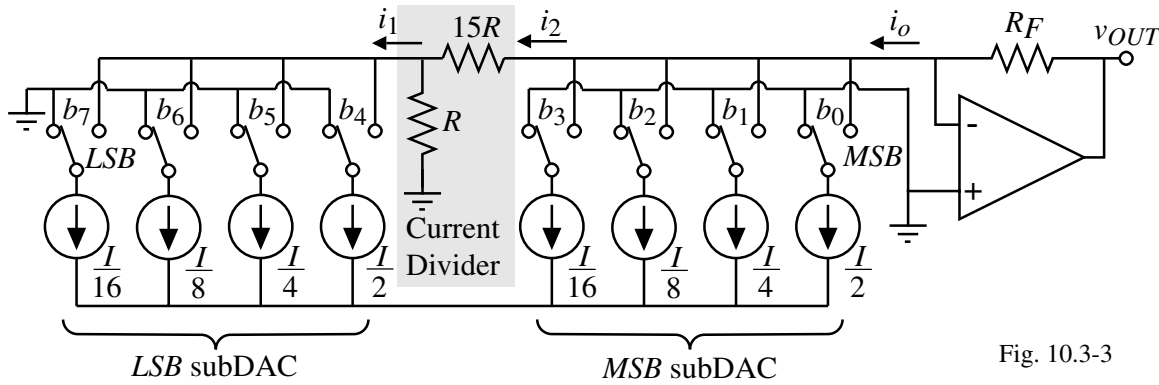 i1 15R i2 io RF vOUT
b7 b6 b5 b4 R b3 b2 b1 b0
LSB MSB - +
Current
Divider
I/16 I/8 I/4 I/2 I/16 I/8 I/4 I/2
LSB subDAC MSB subDAC
Fig. 10.3-3